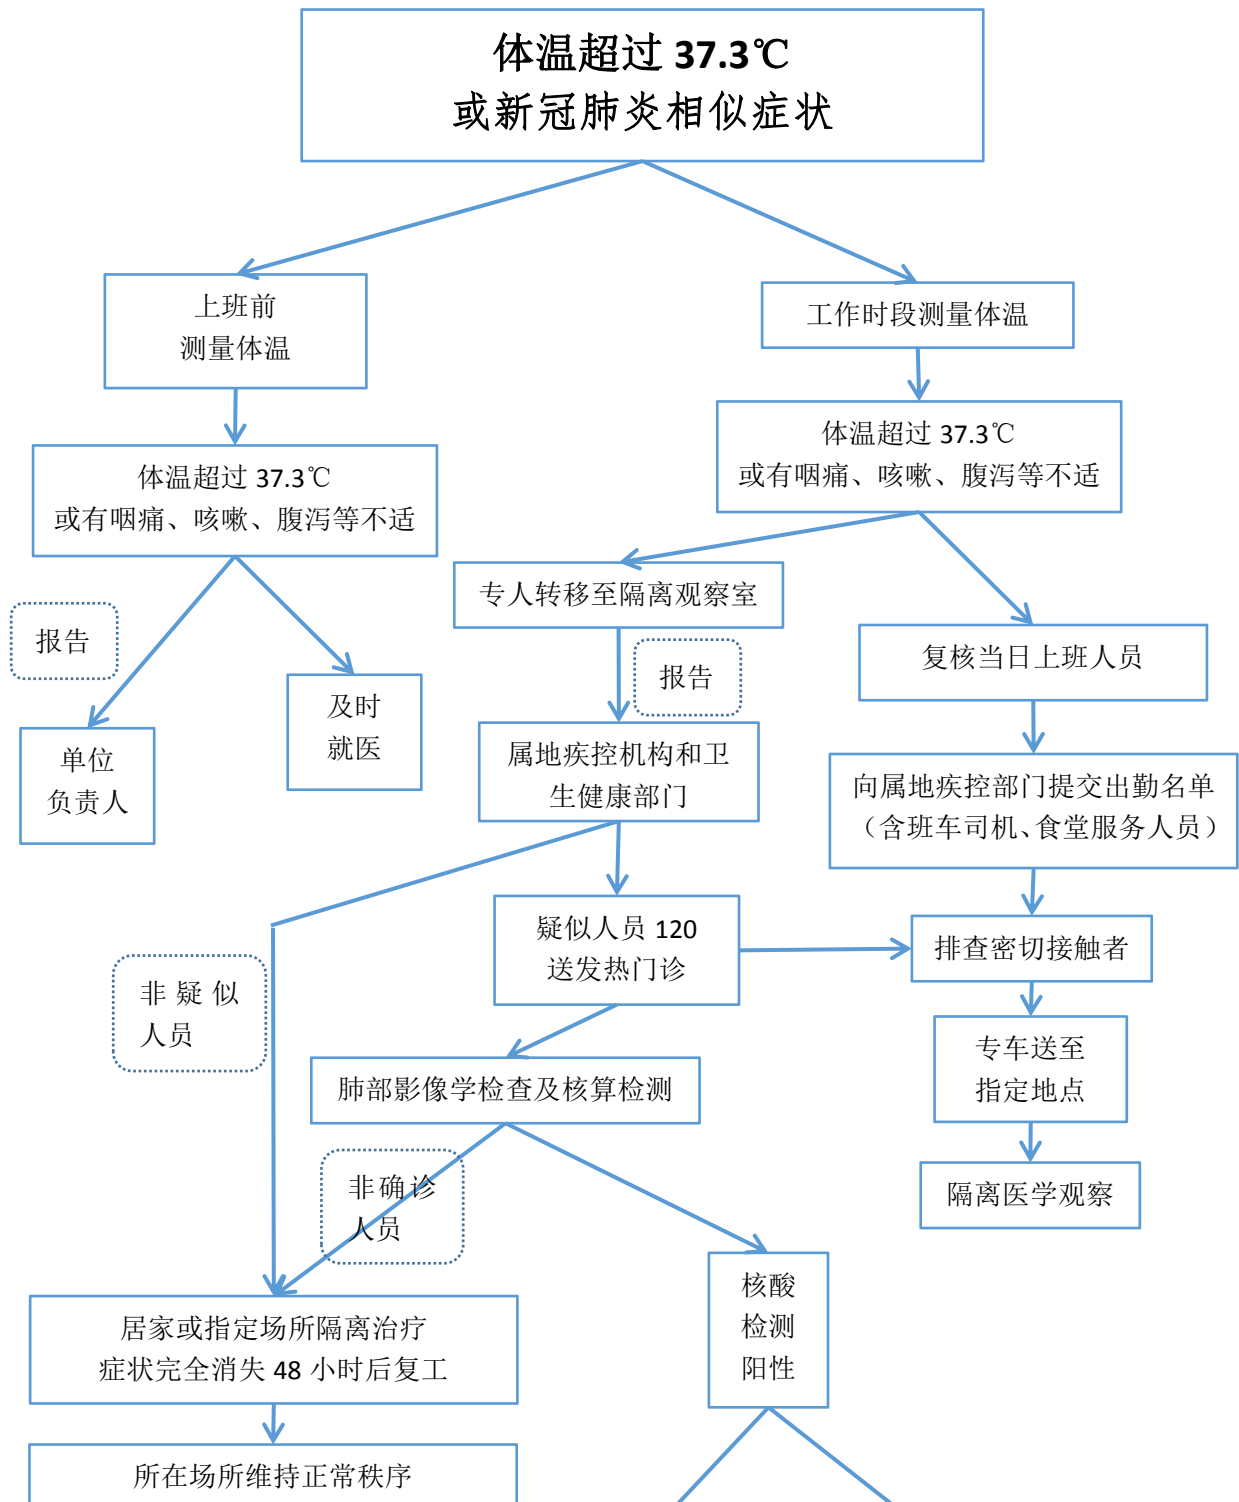 体温超过 37.3℃
或新冠肺炎相似症状
上班前
测量体温
工作时段测量体温
体温超过 37.3℃
或有咽痛、咳嗽、腹泻等不适
体温超过 37.3℃
或有咽痛、咳嗽、腹泻等不适
专人转移至隔离观察室
报告
复核当日上班人员
报告
及时
就医
单位
负责人
属地疾控机构和卫
生健康部门
向属地疾控部门提交出勤名单
（含班车司机、食堂服务人员）
疑似人员 120
送发热门诊
排查密切接触者
非疑似
人员
专车送至
指定地点
肺部影像学检查及核算检测
非确诊
人员
隔离医学观察
核酸
检测
阳性
居家或指定场所隔离治疗
症状完全消失 48 小时后复工
所在场所维持正常秩序